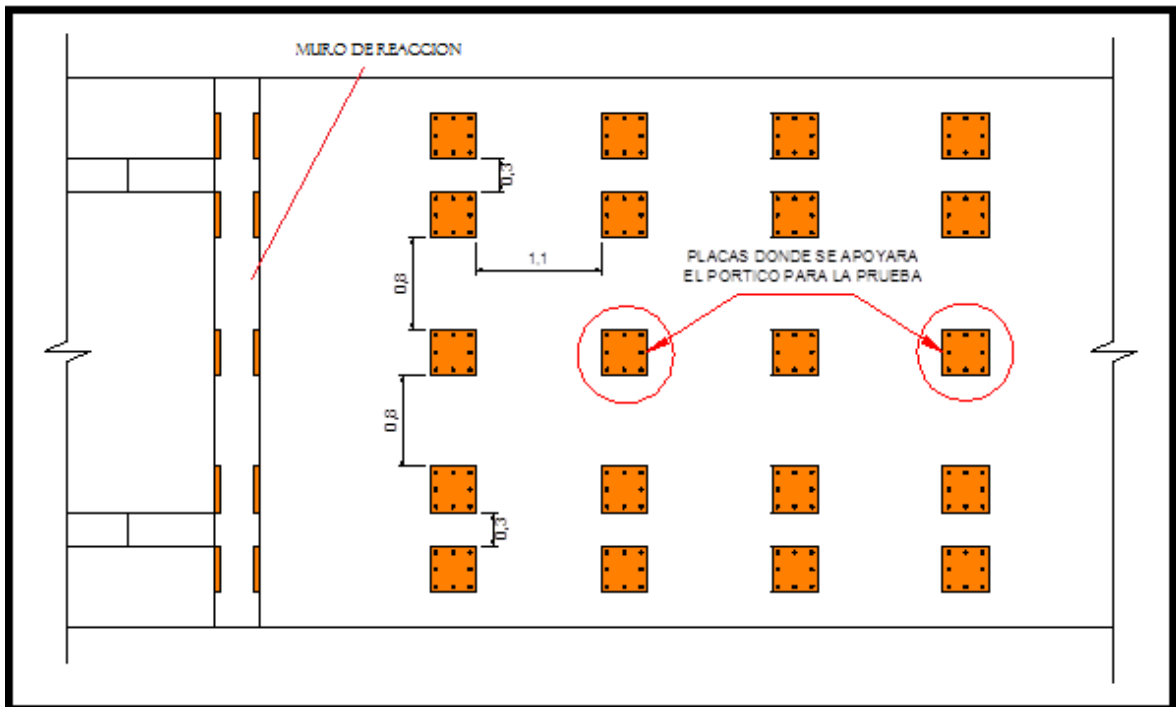 MURO DE REACCION
0,3
1,1
PLACAS DONDE SE APOYARA
EL PORTICO PARA LA PRUEBA
0,8
0,8
0,3